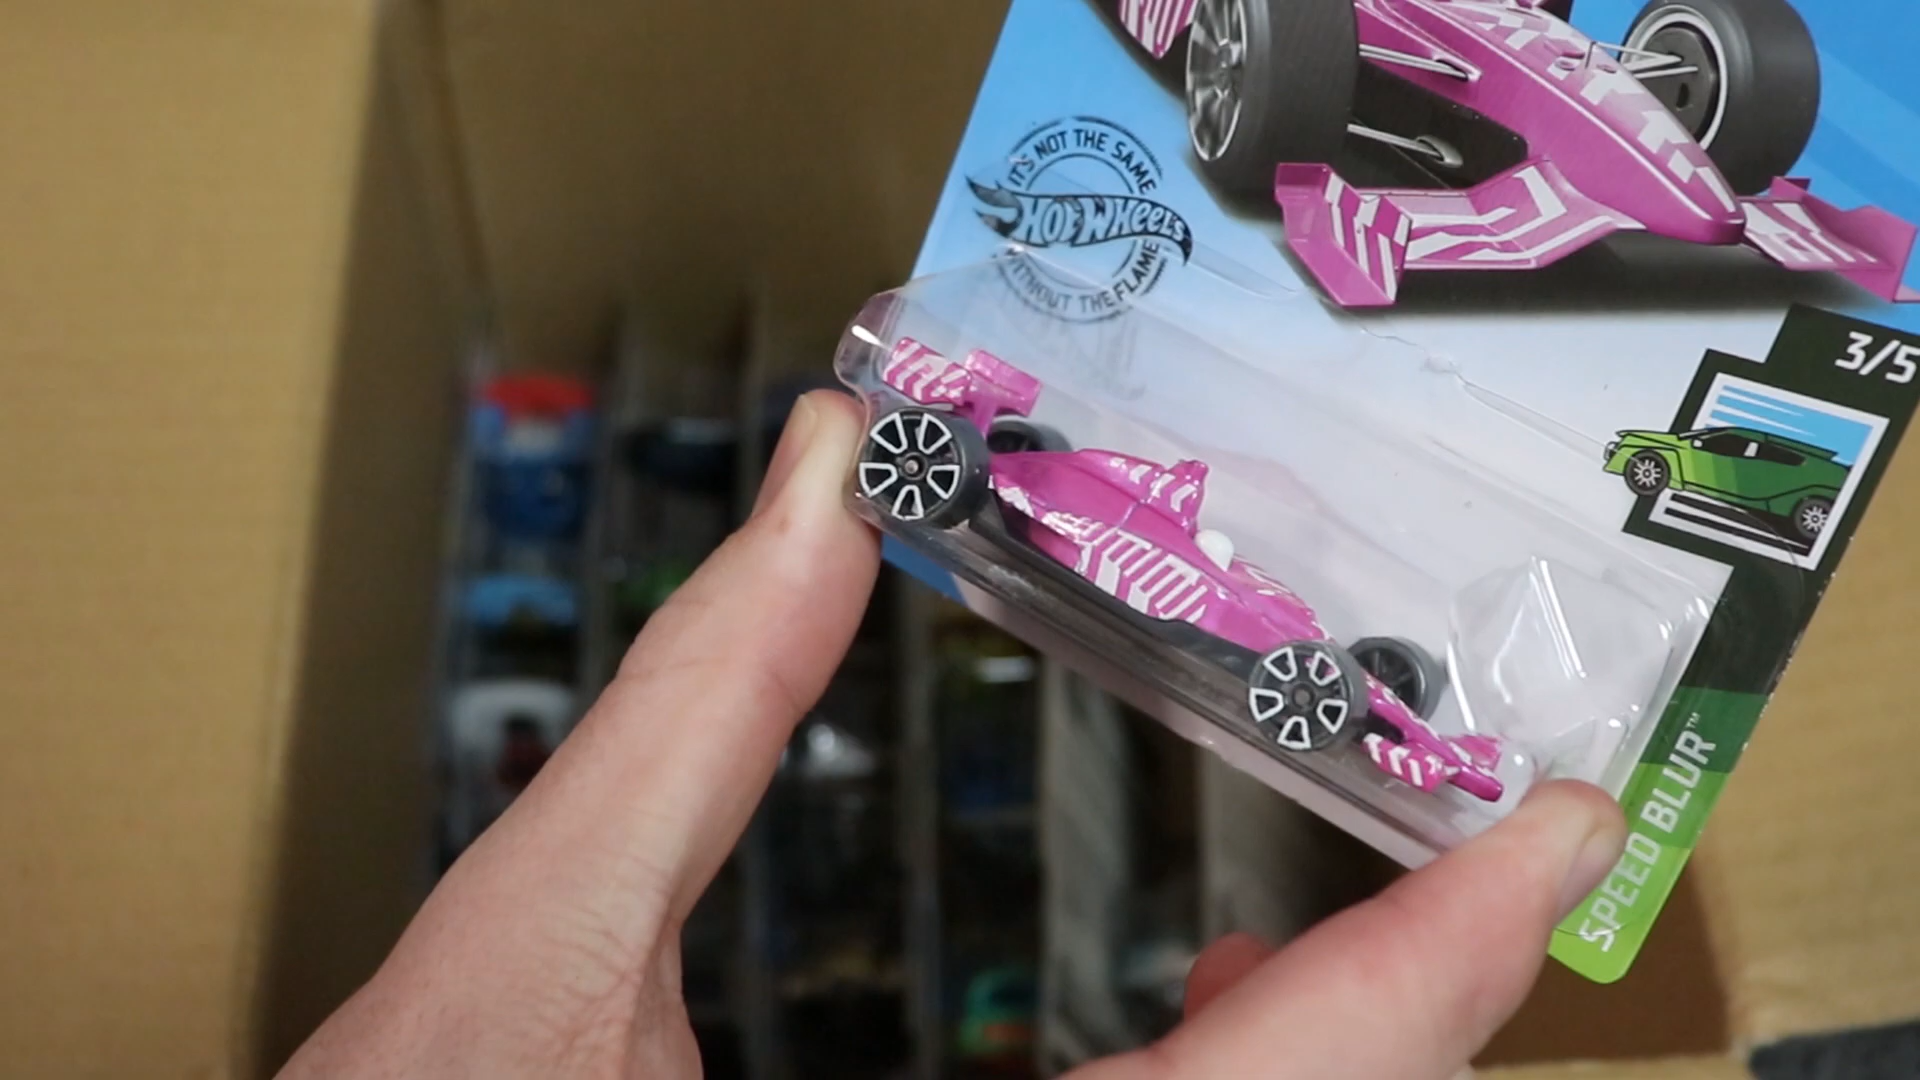 IT'S NOT THE SAME
HOT WHEELS
WITHOUT THE FLAME
3/5
SPEED BLUR™